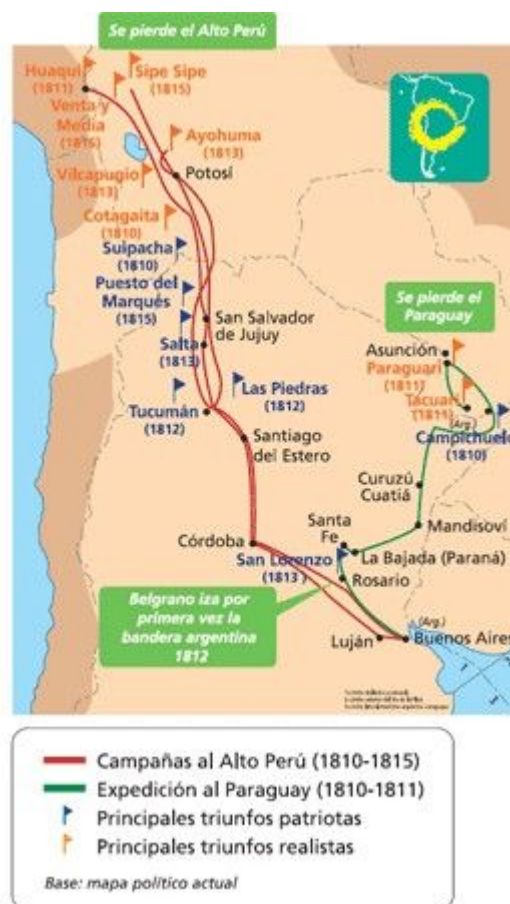 Se pierde el Alto Perú
Huaqui
(1811)
Sipe Sipe
(1815)
Venta y
Media
(1815)
Ayohuma
(1813)
Vilcapugio
(1813)
Potosí
Cotagaita
(1810)
Suipacha
(1810)
Puesto del
Marqués
(1815)
San Salvador
de Jujuy
Salta
(1813)
Las Piedras
(1812)
Tucumán
(1812)
Santiago
del Estero
Se pierde el
Paraguay
Asunción
Paraguarí
(1811)
Tacuarí
(1811)
(Arg.)
Campichuelo
(1810)
Curuzú
Cuatiá
Mandisoví
Santa
Fe
La Bajada (Paraná)
Córdoba
San Lorenzo
(1813)
Rosario
Belgrano iza por
primera vez la
bandera argentina
1812
(Arg.)
Luján
Buenos Aires
Campañas al Alto Perú (1810-1815)
Expedición al Paraguay (1810-1811)
Principales triunfos patriotas
Principales triunfos realistas
Base: mapa político actual